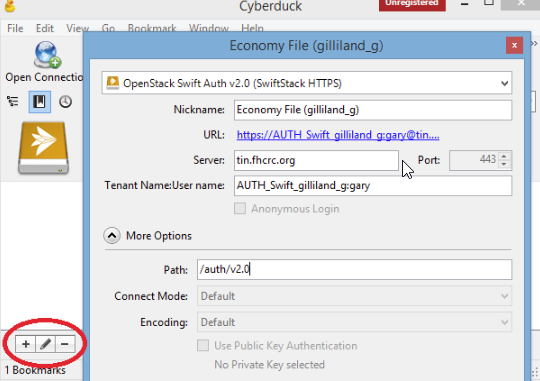 Cyberduck
Unregistered
File Edit View Go Bookmark Window Help
Economy File (gilliland_g)
Open Connectio
OpenStack Swift Auth v2.0 (SwiftStack HTTPS)
Nickname: Economy File (gilliland_g)
URL: https://AUTH_Swift_gilliland_g:gary@tin....
Server: tin.fhcrc.org Port: 443
Tenant Name:User name: AUTH_Swift_gilliland_g:gary
Anonymous Login
More Options
Path: /auth/v2.0
Connect Mode: Default
Encoding: Default
Use Public Key Authentication
No Private Key selected
1 Bookmarks